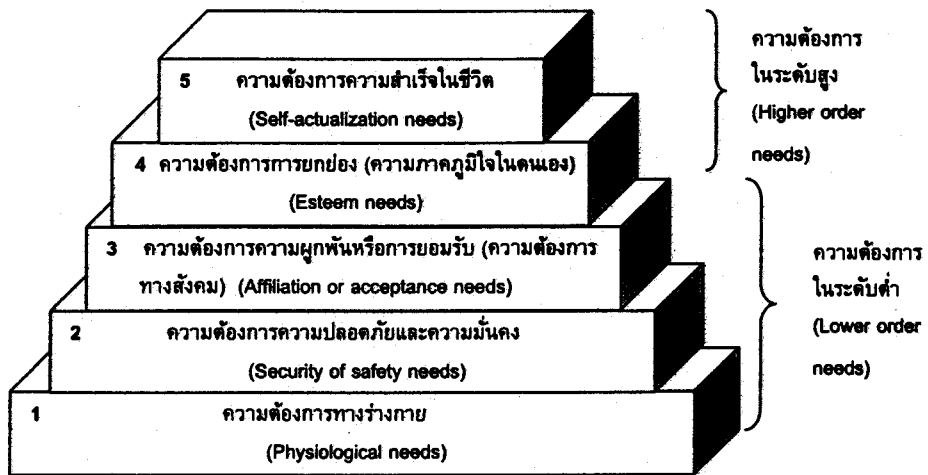 5 ความต้องการความสำเร็จในชีวิต
(Self-actualization needs)
4 ความต้องการการยกย่อง (ความภาคภูมิใจในตนเอง)
(Esteem needs)
3 ความต้องการความผูกพันหรือการยอมรับ (ความต้องการ
ทางสังคม) (Affiliation or acceptance needs)
2 ความต้องการความปลอดภัยและความมั่นคง
(Security of safety needs)
1 ความต้องการทางร่างกาย
(Physiological needs)
ความต้องการ
ในระดับสูง
(Higher order
needs)
ความต้องการ
ในระดับต่ำ
(Lower order
needs)